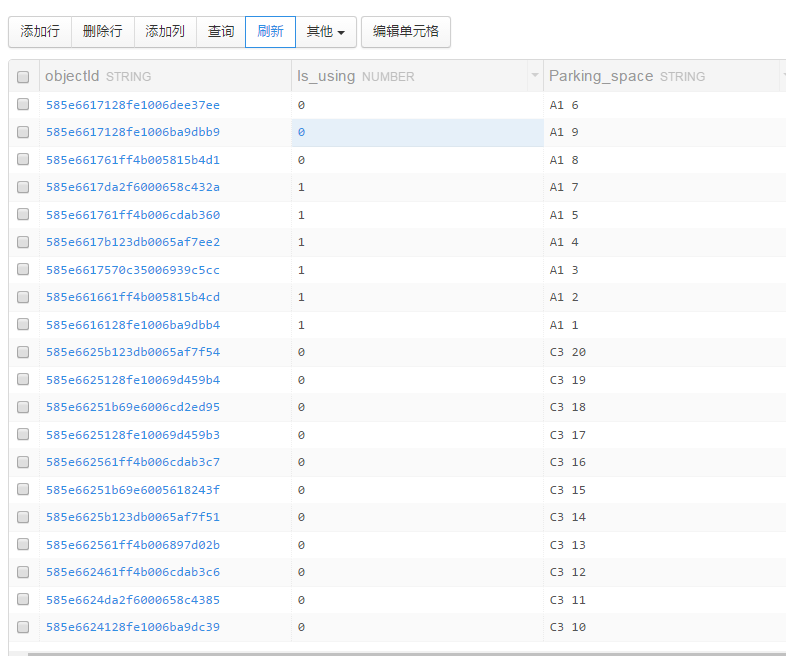 添加行 删除行 添加列 查询 刷新 其他 编辑单元格
objectId STRING Is_using NUMBER Parking_space STRING
585e6617128fe1006dee37ee 0 A1 6
585e6617128fe1006ba9dbb9 0 A1 9
585e661761ff4b005815b4d1 0 A1 8
585e6617da2f6000658c432a 1 A1 7
585e661761ff4b006cdab360 1 A1 5
585e6617b123db0065af7ee2 1 A1 4
585e6617570c35006939c5cc 1 A1 3
585e661661ff4b005815b4cd 1 A1 2
585e6616128fe1006ba9dbb4 1 A1 1
585e6625b123db0065af7f54 0 C3 20
585e6625128fe10069d459b4 0 C3 19
585e66251b69e6006cd2ed95 0 C3 18
585e6625128fe10069d459b3 0 C3 17
585e662561ff4b006cdab3c7 0 C3 16
585e66251b69e6005618243f 0 C3 15
585e6625b123db0065af7f51 0 C3 14
585e662561ff4b006897d02b 0 C3 13
585e662461ff4b006cdab3c6 0 C3 12
585e6624da2f6000658c4385 0 C3 11
585e6624128fe1006ba9dc39 0 C3 10